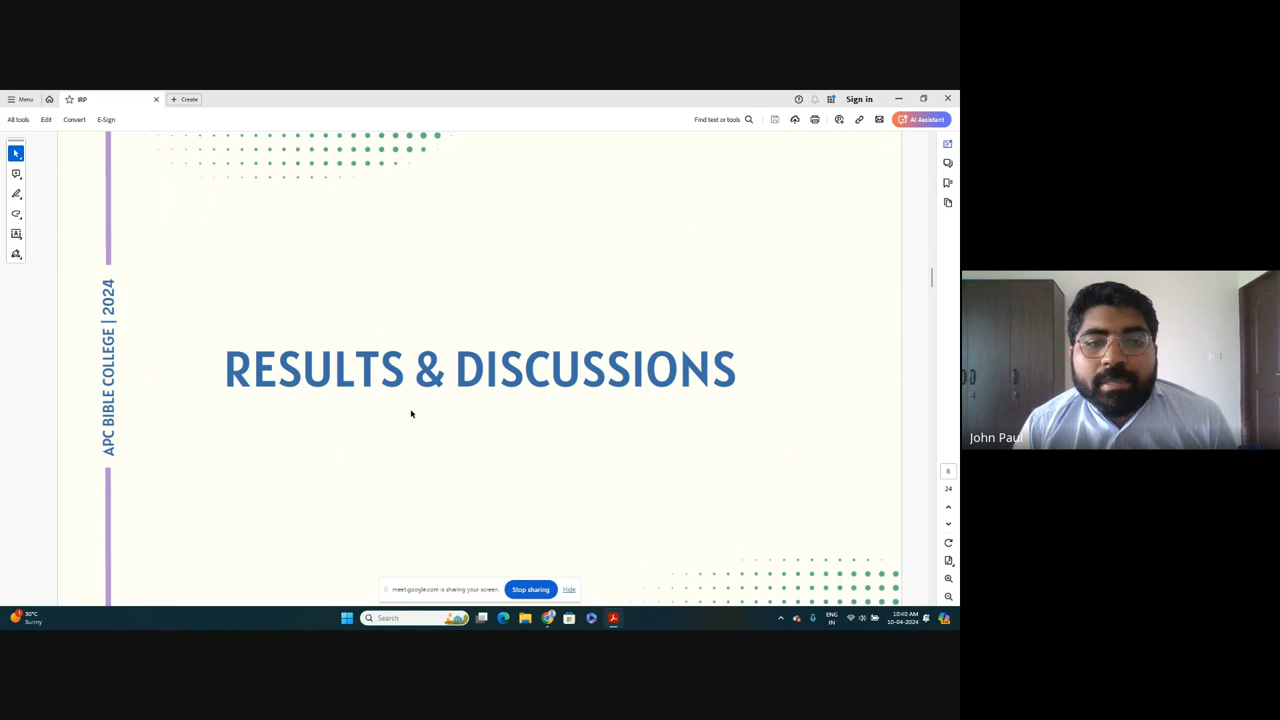 Menu
IRP
Create
Sign in
All tools
Edit
Convert
E-Sign
Find text or tools
AI Assistant
APC BIBLE COLLEGE | 2024
RESULTS & DISCUSSIONS
John Paul
8
24
meet.google.com is sharing your screen.
Stop sharing
Hide
30°C
Sunny
Search
ENG
IN
10:40 AM
10-04-2024